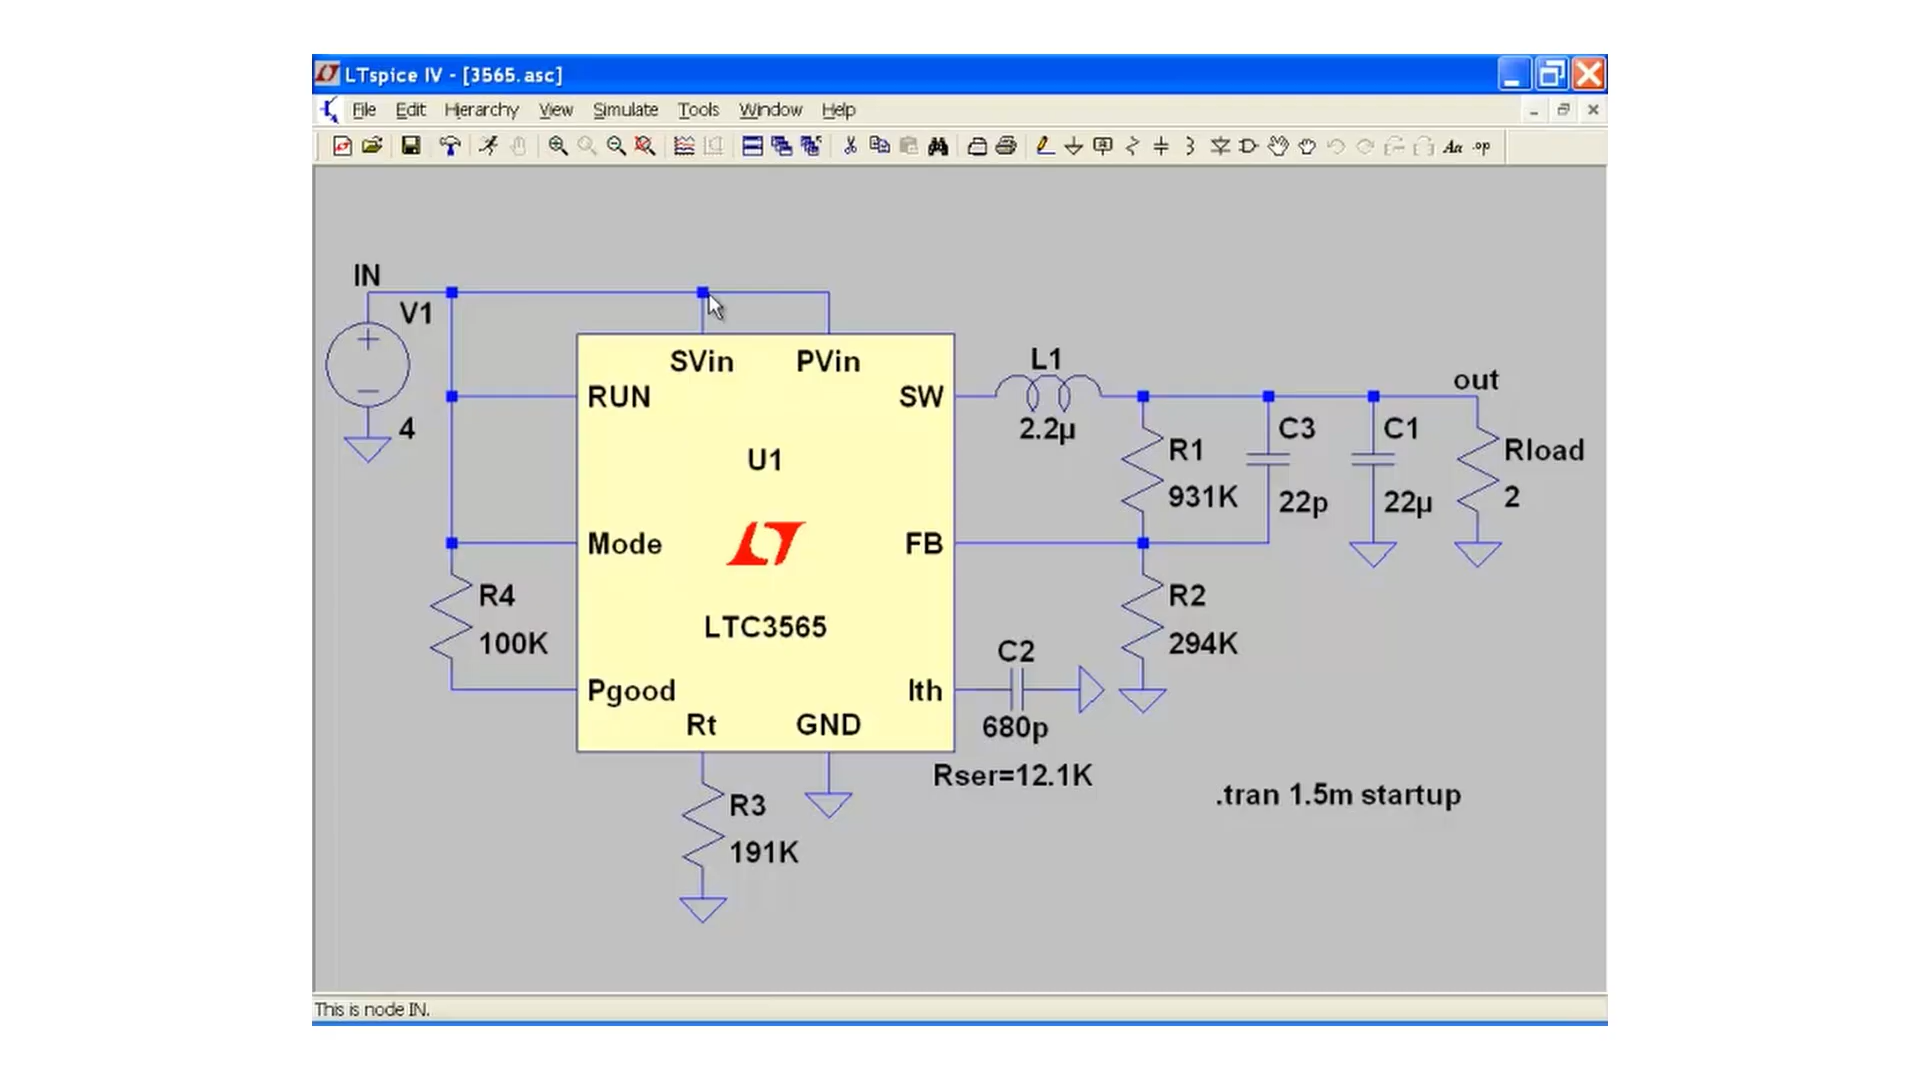 LTspice IV - [3565.asc]
File Edit Hierarchy View Simulate Tools Window Help
Aa .op
IN
V1
4
SVin PVin
RUN SW
U1
Mode FB
LTC3565
Pgood Ith
Rt GND
R4
100K
R3
191K
L1
2.2µ
R1
931K
C3
22p
C1
22µ
out
Rload
2
R2
294K
C2
680p
Rser=12.1K
.tran 1.5m startup
This is node IN.